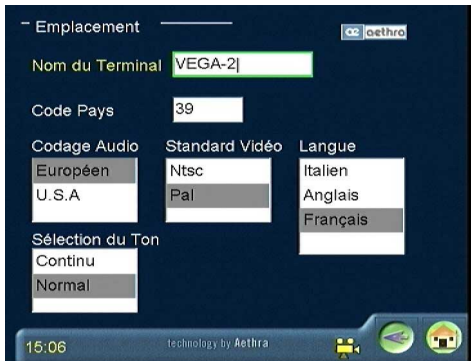 Emplacement
aethra
Nom du Terminal VEGA-2
Code Pays 39
Codage Audio Standard Vidéo Langue
Européen Ntsc Italien
U.S.A Pal Anglais
Français
Sélection du Ton
Continu
Normal
15:06 technology by Aethra